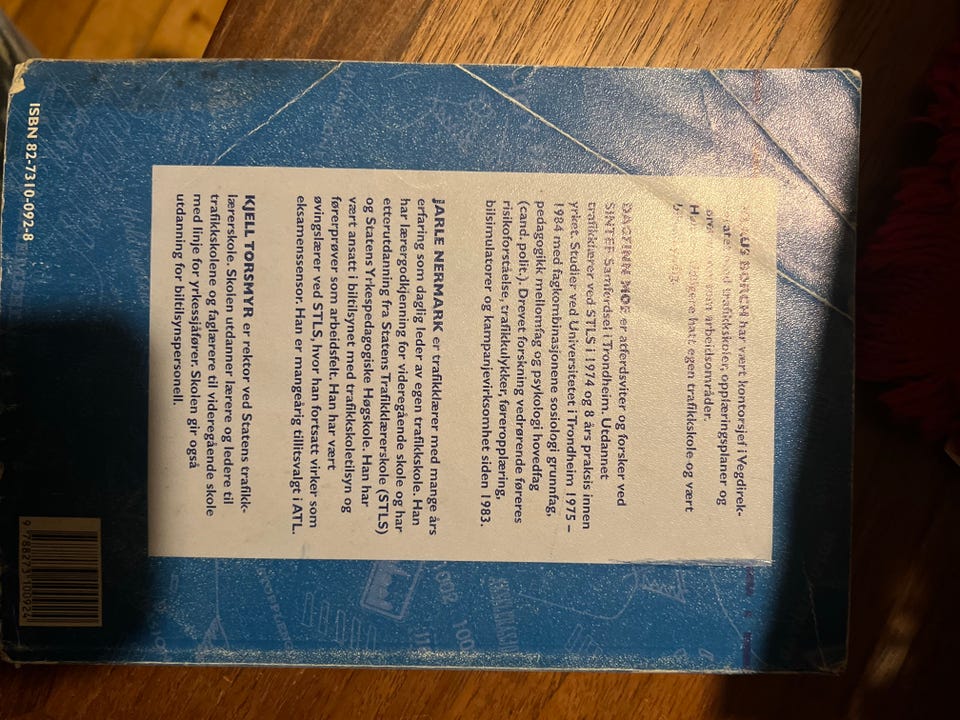 BORCH har vært kontorsjef i Vegdirek-
med trafikkskole, opplæringsplaner og
som arbeidsområder.
tidligere hatt egen trafikkskole og vært
DAGFINN MOE er atferdsviter og forsker ved
SINTEF Samferdsel i Trondheim. Utdannet
trafikklærer ved STLS i 1974 og 8 års praksis innen
yrket. Studier ved Universitetet i Trondheim 1975 –
1984 med fagkombinasjonene sosiologi grunnfag,
pedagogikk mellomfag og psykologi hovedfag
(cand. polit.). Drevet forskning vedrørende føreres
risikoforståelse, trafikkulykker, føreropplæring,
bilsimulatorer og kampanjevirksomhet siden 1983.
JARLE NERMARK er trafikklærer med mange års
erfaring som daglig leder av egen trafikkskole. Han
har lærergodkjenning for videregående skole og har
etterutdanning fra Statens Trafikklærerskole (STLS)
og Statens Yrkespedagogiske Høgskole. Han har
vært ansatt i biltilsynet med trafikkskoletilsyn og
førerprøver som arbeidsfelt. Han har vært
øvingslærer ved STLS, hvor han fortsatt virker som
eksamenssensor. Han er mangeårig tillitsvalgt i ATL.
KJELL TORSMYR er rektor ved Statens trafikk-
lærerskole. Skolen utdanner lærere og ledere til
trafikkskolene og faglærere til videregående skole
med linje for yrkessjåfører. Skolen gir også
utdanning for biltilsynspersonell.
ISBN 82-7310-092-8
9 788273 100924